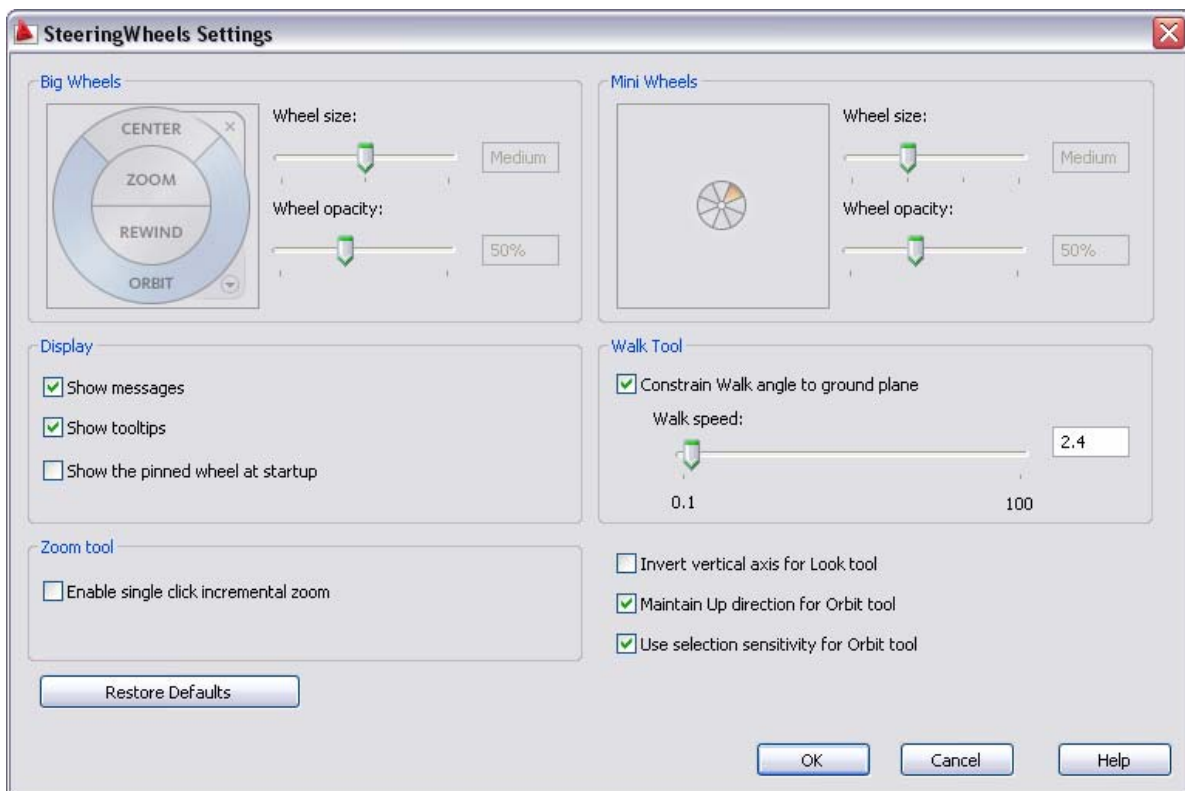 SteeringWheels Settings
Big Wheels
CENTER
ZOOM
REWIND
ORBIT
Wheel size:
Medium
Wheel opacity:
50%
Mini Wheels
Wheel size:
Medium
Wheel opacity:
50%
Display
Show messages
Show tooltips
Show the pinned wheel at startup
Walk Tool
Constrain Walk angle to ground plane
Walk speed:
2.4
0.1 100
Zoom tool
Enable single click incremental zoom
Invert vertical axis for Look tool
Maintain Up direction for Orbit tool
Use selection sensitivity for Orbit tool
Restore Defaults
OK Cancel Help